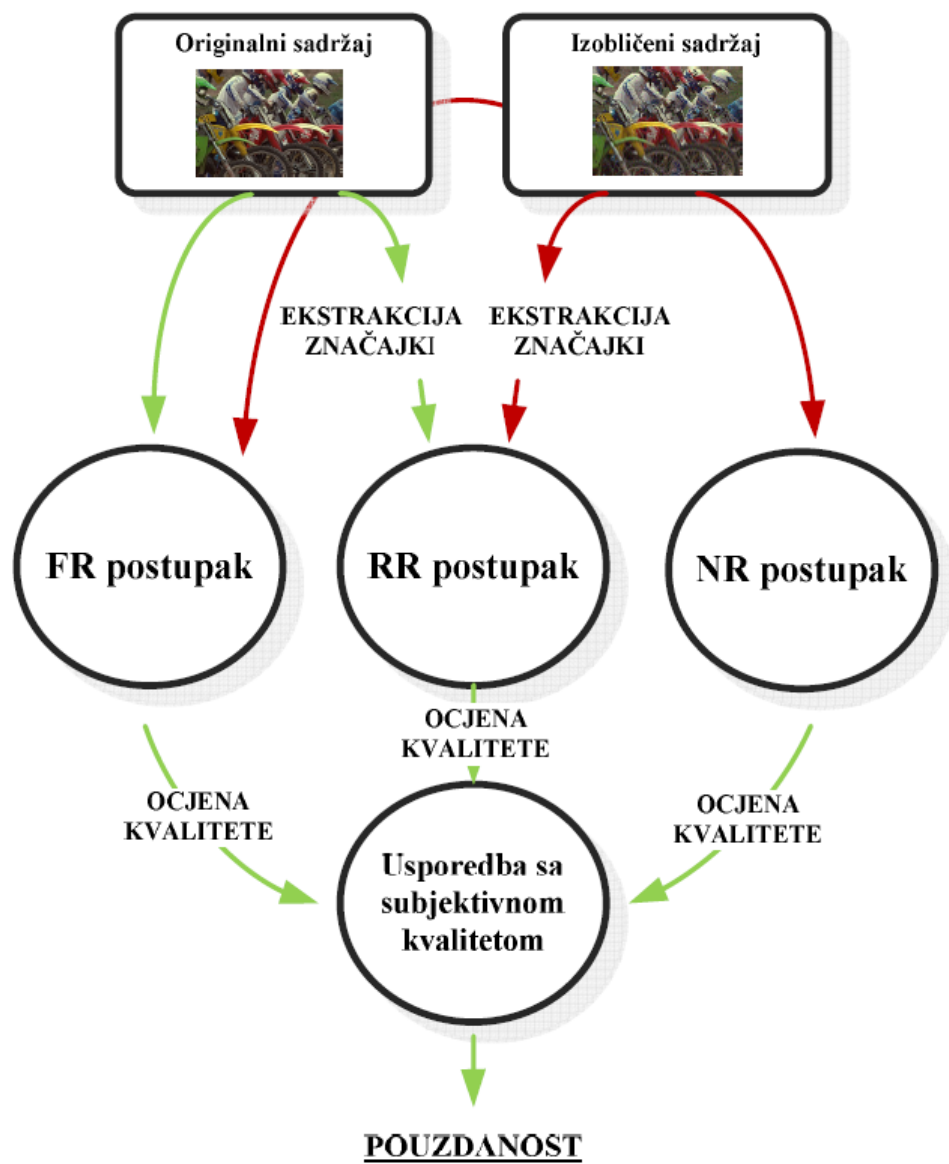 Originalni sadržaj
Izobličeni sadržaj
EKSTRAKCIJA
ZNAČAJKI
EKSTRAKCIJA
ZNAČAJKI
FR postupak
RR postupak
NR postupak
OCJENA
KVALITETE
OCJENA
KVALITETE
OCJENA
KVALITETE
Usporedba sa
subjektivnom
kvalitetom
POUZDANOST